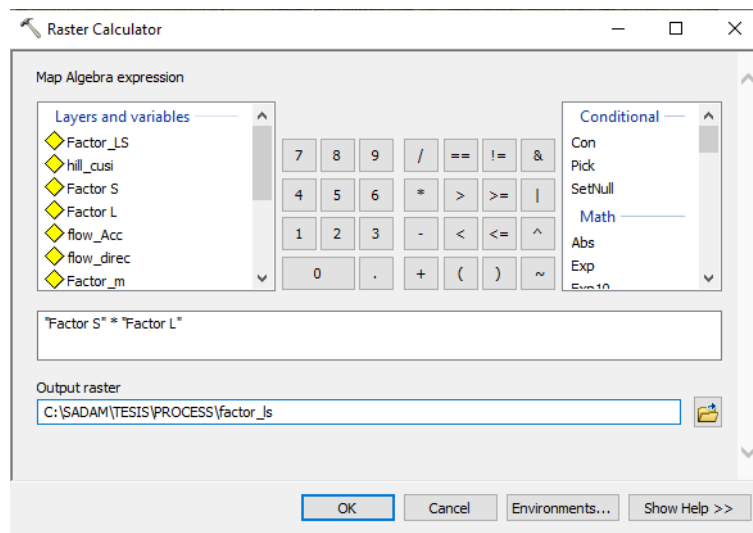 Raster Calculator
Map Algebra expression
Layers and variables
Factor_LS
hill_cusi
Factor S
Factor L
flow_Acc
flow_direc
Factor_m
7 8 9 / == != &
4 5 6 * > >= |
1 2 3 - < <= ^
0 . + ( ) ~
Conditional
Con
Pick
SetNull
Math
Abs
Exp
Exp10
"Factor S" * "Factor L"
Output raster
C:\SADAM\TESIS\PROCESS\factor_ls
OK Cancel Environments... Show Help >>